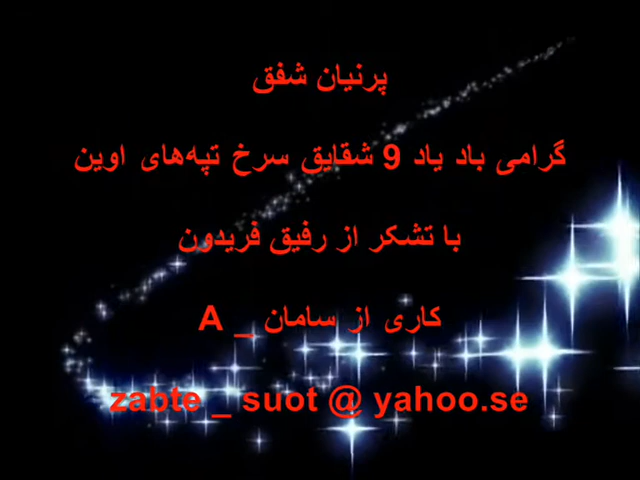 پرنیان شفق
گرامی باد یاد 9 شقایق سرخ تپه‌های اوین
با تشکر از رفیق فریدون
کاری از سامان _ A
zabte _ suot @ yahoo.se